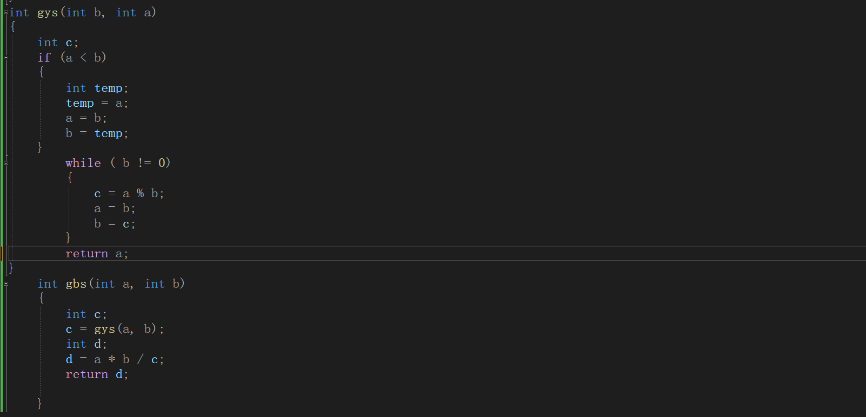 int gys(int b, int a)
{
int c;
if (a < b)
{
int temp;
temp = a;
a = b;
b = temp;
}
while ( b != 0)
{
c = a % b;
a = b;
b = c;
}
return a;
}
int gbs(int a, int b)
{
int c;
c = gys(a, b);
int d;
d = a * b / c;
return d;
}